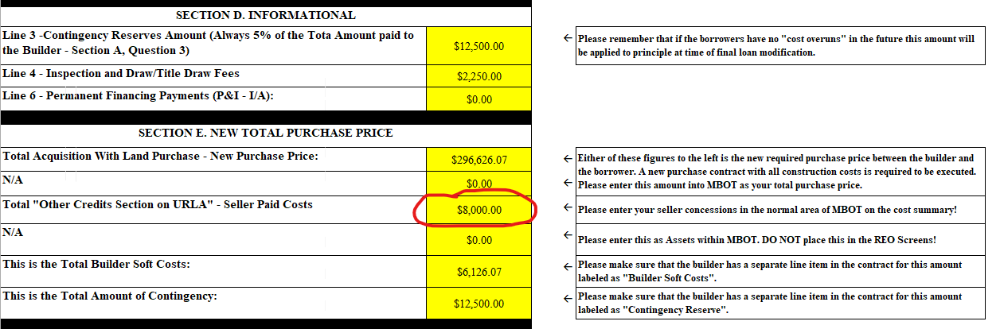 SECTION D. INFORMATIONAL
Line 3 -Contingency Reserves Amount (Always 5% of the Tota Amount paid to
the Builder - Section A, Question 3)
$12,500.00
← Please remember that if the borrowers have no "cost overuns" in the future this amount will
be applied to principle at time of final loan modification.
Line 4 - Inspection and Draw/Title Draw Fees
$2,250.00
Line 6 - Permanent Financing Payments (P&I - I/A):
$0.00
SECTION E. NEW TOTAL PURCHASE PRICE
Total Acquisition With Land Purchase - New Purchase Price:
$296,626.07
← Either of these figures to the left is the new required purchase price between the builder and
the borrower. A new purchase contract with all construction costs is required to be executed.
← Please enter this amount into MBOT as your total purchase price.
N/A
$0.00
Total "Other Credits Section on URLA" - Seller Paid Costs
$8,000.00
← Please enter your seller concessions in the normal area of MBOT on the cost summary!
N/A
$0.00
← Please enter this as Assets within MBOT. DO NOT place this in the REO Screens!
This is the Total Builder Soft Costs:
$6,126.07
← Please make sure that the builder has a separate line item in the contract for this amount
labeled as "Builder Soft Costs".
This is the Total Amount of Contingency:
$12,500.00
← Please make sure that the builder has a separate line item in the contract for this amount
labeled as "Contingency Reserve".